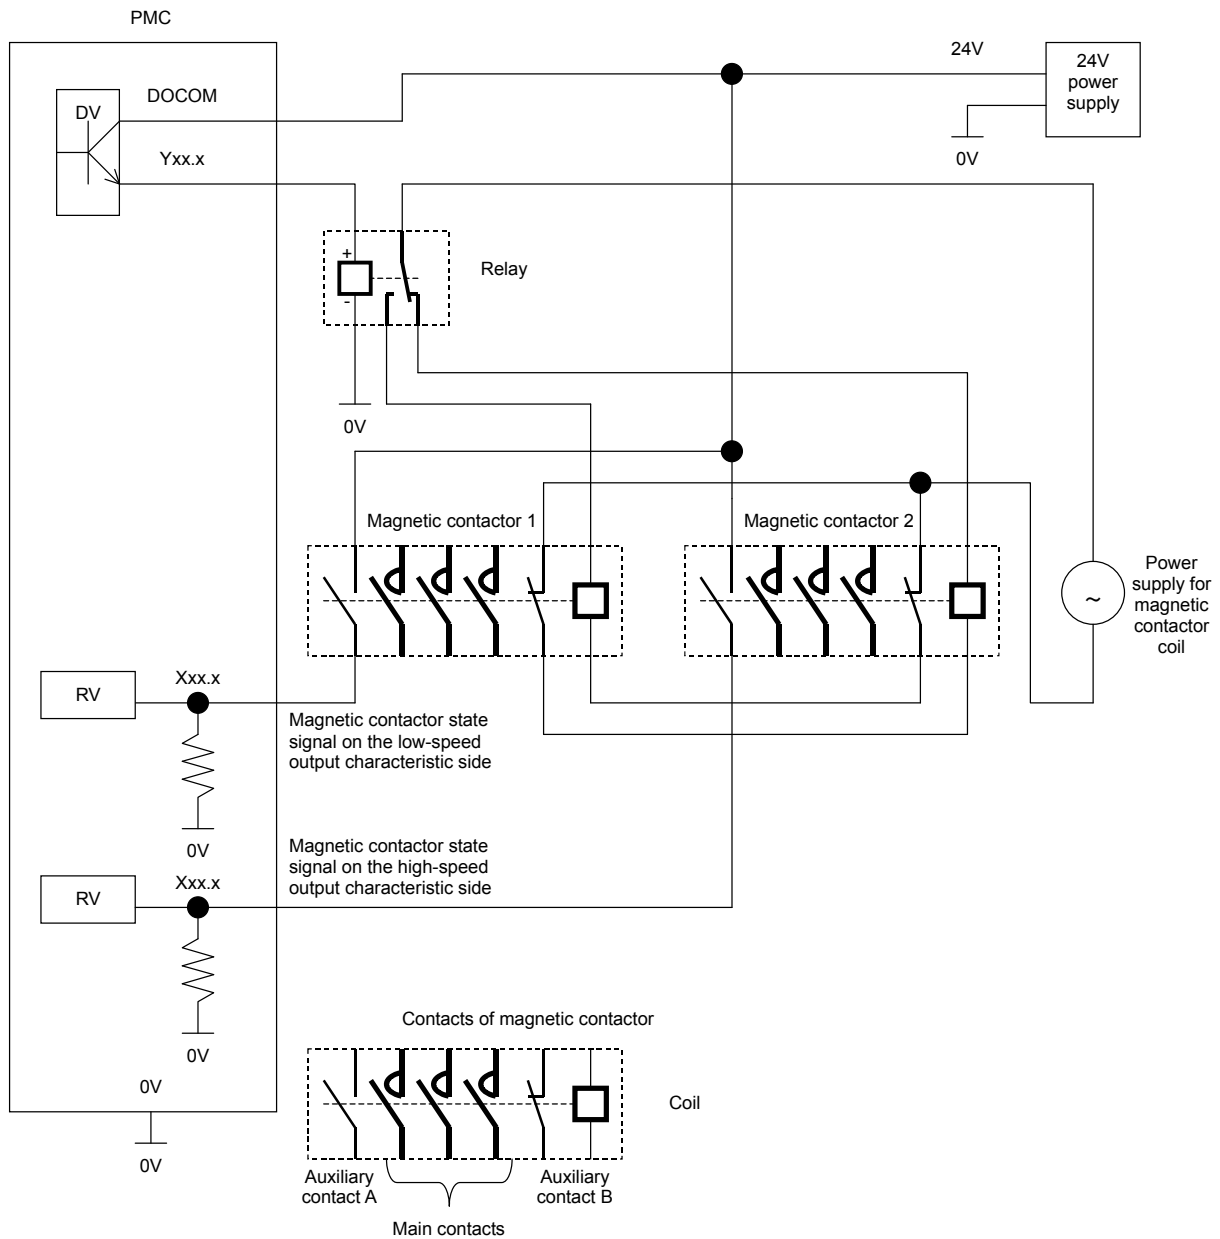 PMC
24V
24V
power
supply
DOCOM
DV
Yxx.x
0V
+
Relay
-
0V
Magnetic contactor 1
Magnetic contactor 2
Power
supply for
magnetic
contactor
coil
~
RV
Xxx.x
Magnetic contactor state
signal on the low-speed
output characteristic side
0V
Magnetic contactor state
signal on the high-speed
output characteristic side
RV
Xxx.x
0V
Contacts of magnetic contactor
0V
Coil
0V
Auxiliary
contact A
Auxiliary
contact B
Main contacts